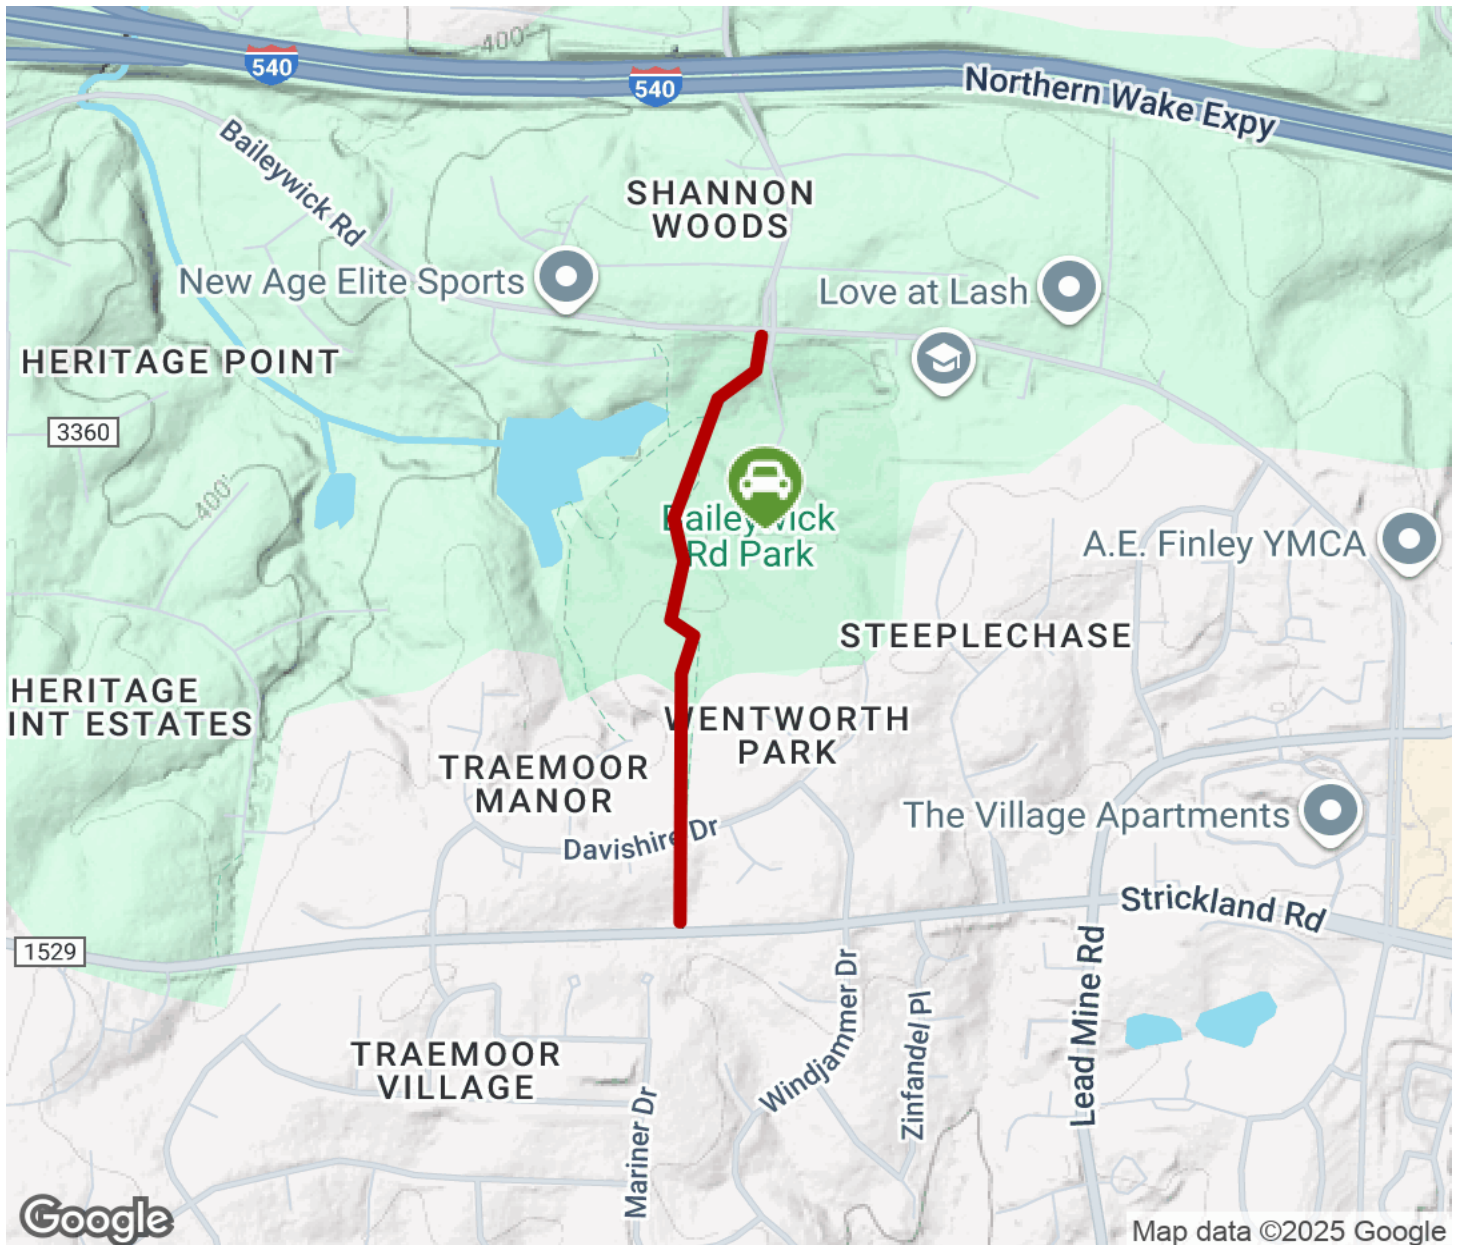 400'
540
540
Northern Wake Expy
Baileywick Rd
SHANNON
WOODS
New Age Elite Sports
Love at Lash
HERITAGE POINT
3360
400'
Baileywick
Rd Park
A.E. Finley YMCA
STEEPLECHASE
HERITAGE
INT ESTATES
WENTWORTH
PARK
TRAEMOOR
MANOR
Davishire Dr
The Village Apartments
Strickland Rd
1529
Lead Mine Rd
Windjammer Dr
Zinfandel Pl
TRAEMOOR
VILLAGE
Mariner Dr
Google
Map data ©2025 Google